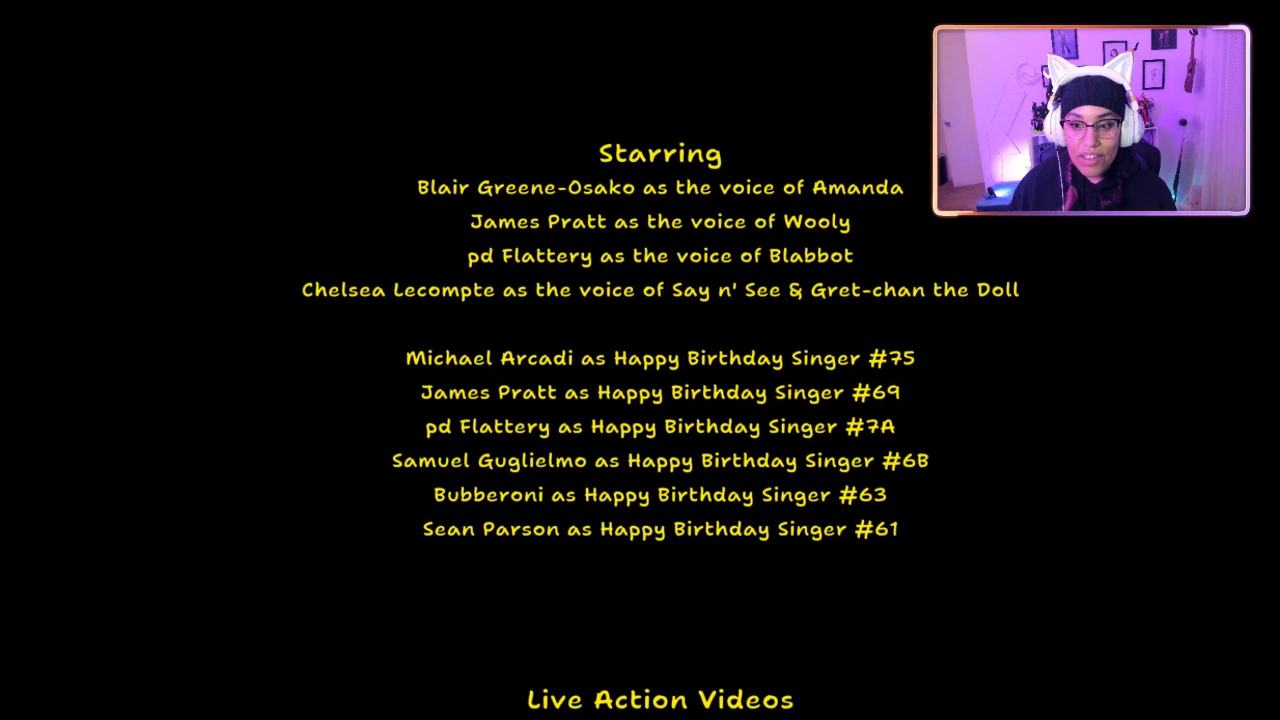 Starring
Blair Greene-Osako as the voice of Amanda
James Pratt as the voice of Wooly
pd Flattery as the voice of Blabbot
Chelsea Lecompte as the voice of Say n' See & Gret-chan the Doll
Michael Arcadi as Happy Birthday Singer #75
James Pratt as Happy Birthday Singer #69
pd Flattery as Happy Birthday Singer #7A
Samuel Guglielmo as Happy Birthday Singer #6B
Bubberoni as Happy Birthday Singer #63
Sean Parson as Happy Birthday Singer #61
Live Action Videos